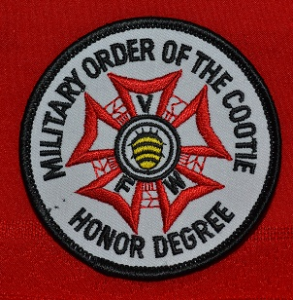 MILITARY ORDER OF THE COOTIE
V
F W
HONOR DEGREE